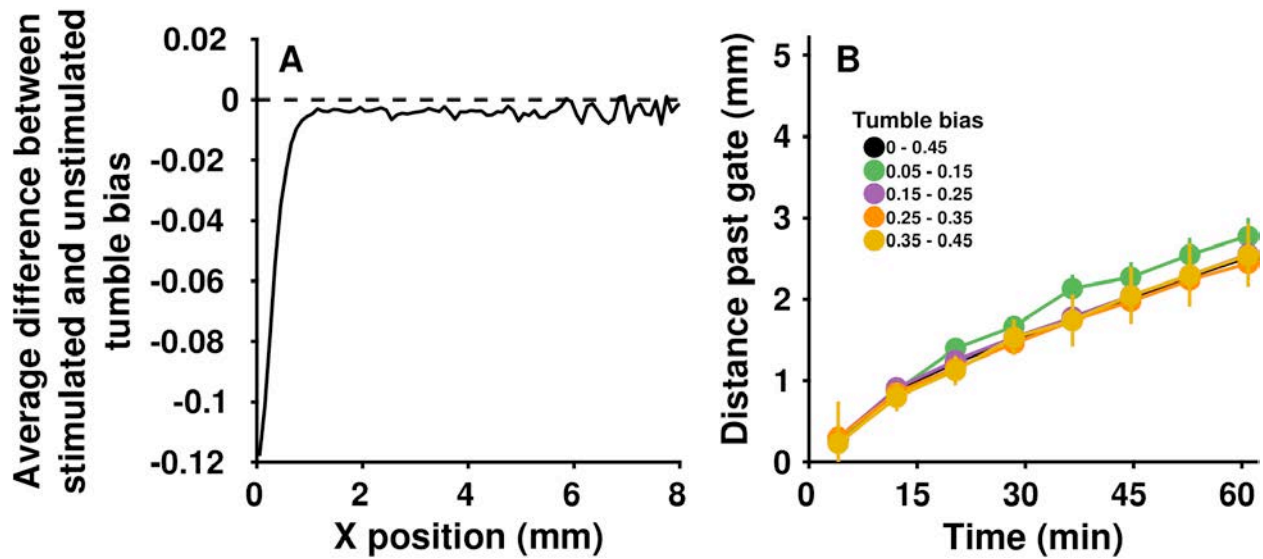 Average difference between
stimulated and unstimulated
tumble bias
0.02
0
-0.02
-0.04
-0.06
-0.08
-0.1
-0.12
A
0
2
4
6
8
X position (mm)
Distance past gate (mm)
5
4
3
2
1
0
B
Tumble bias
0 - 0.45
0.05 - 0.15
0.15 - 0.25
0.25 - 0.35
0.35 - 0.45
0
15
30
45
60
Time (min)